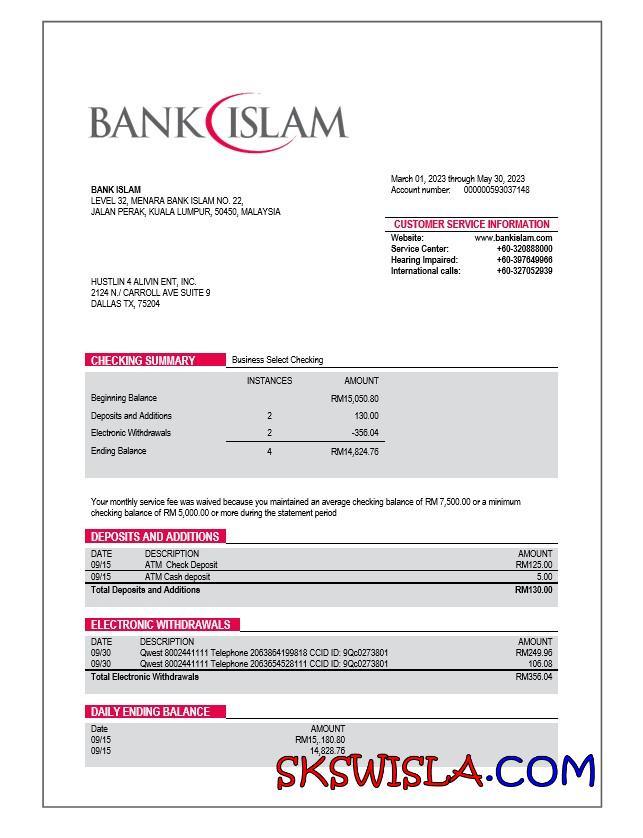 BANK ISLAM
March 01, 2023 through May 30, 2023
Account number: 000000593037148
BANK ISLAM
LEVEL 32, MENARA BANK ISLAM NO. 22,
JALAN PERAK, KUALA LUMPUR, 50450, MALAYSIA
CUSTOMER SERVICE INFORMATION
Website: www.bankislam.com
Service Center: +60-320888000
Hearing Impaired: +60-397649966
International calls: +60-327052939
HUSTLIN 4 ALIVIN ENT, INC.
2124 N./ CARROLL AVE SUITE 9
DALLAS TX, 75204
CHECKING SUMMARY Business Select Checking
INSTANCES AMOUNT
Beginning Balance RM15,050.80
Deposits and Additions 2 130.00
Electronic Withdrawals 2 -356.04
Ending Balance 4 RM14,824.76
Your monthly service fee was waived because you maintained an average checking balance of RM 7,500.00 or a minimum
checking balance of RM 5,000.00 or more during the statement period
DEPOSITS AND ADDITIONS
DATE DESCRIPTION AMOUNT
09/15 ATM Check Deposit RM125.00
09/15 ATM Cash deposit 5.00
Total Deposits and Additions RM130.00
ELECTRONIC WITHDRAWALS
DATE DESCRIPTION AMOUNT
09/30 Qwest 8002441111 Telephone 2063864199818 CCID ID: 9Qc0273801 RM249.96
09/30 Qwest 8002441111 Telephone 2063654528111 CCID ID: 9Qc0273801 106.08
Total Electronic Withdrawals RM356.04
DAILY ENDING BALANCE
Date AMOUNT
09/15 RM15,.180.80
09/15 14,828.76
SKSWISLA.COM